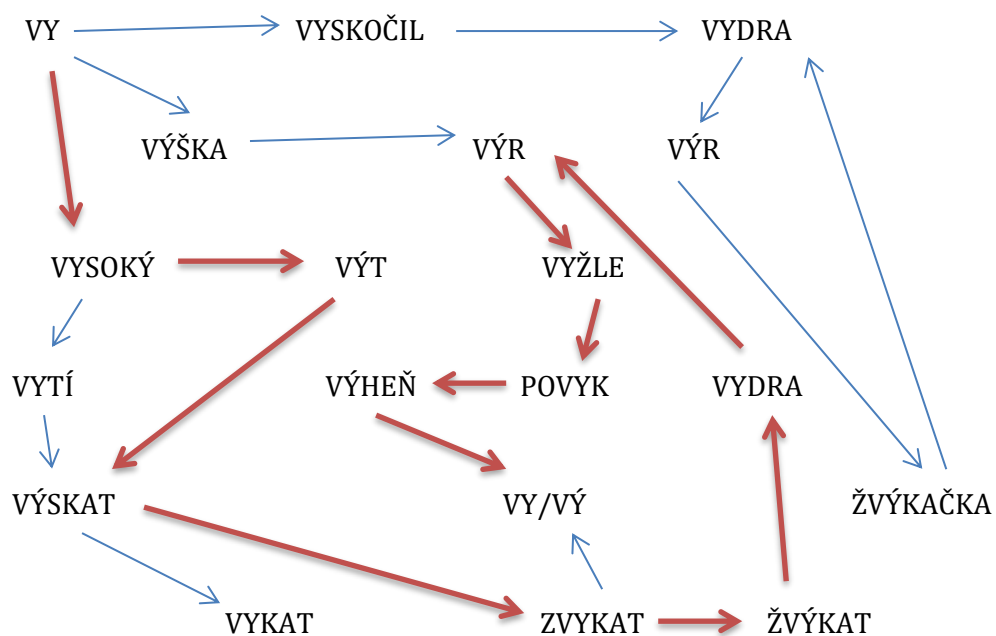 VY VYSKOČIL VYDRA
VÝŠKA VÝR VÝR
VYSOKÝ VÝT VYŽLE
VYTÍ VÝHEŇ POVYK VYDRA
VÝSKAT VY/VÝ ŽVÝKAČKA
VYKAT ZVYKAT ŽVÝKAT